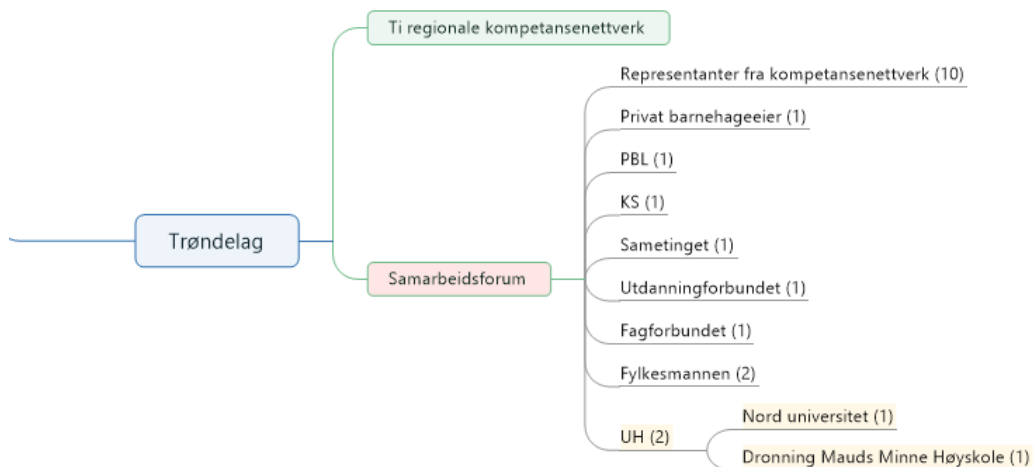 Ti regionale kompetansenettverk
Representanter fra kompetansenettverk (10)
Privat barnehageeier (1)
PBL (1)
KS (1)
Trøndelag
Sametinget (1)
Samarbeidsforum
Utdanningforbundet (1)
Fagforbundet (1)
Fylkesmannen (2)
Nord universitet (1)
UH (2)
Dronning Mauds Minne Høyskole (1)